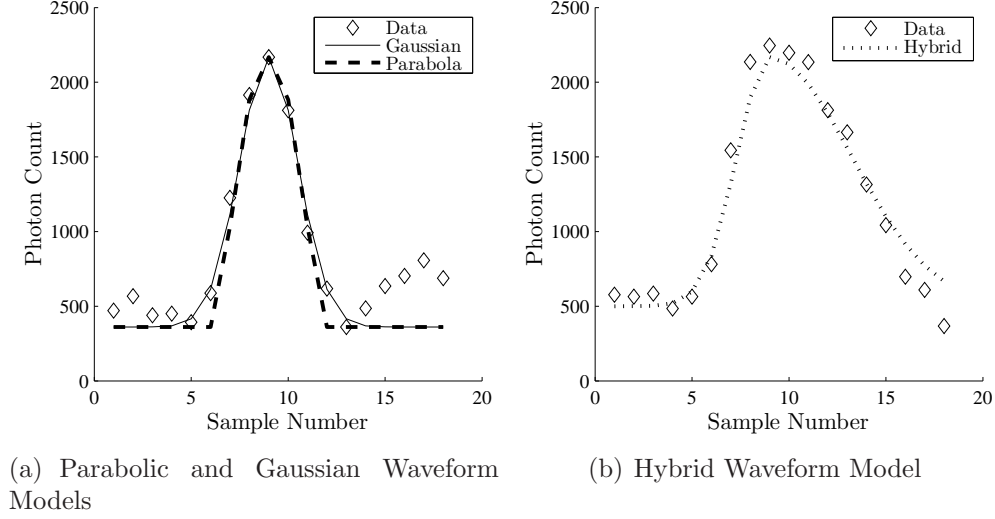 2500
2000
1500
1000
500
0
0 5 10 15 20
Photon Count
Sample Number
Data
Gaussian
Parabola
(a) Parabolic and Gaussian Waveform
Models
2500
2000
1500
1000
500
0
0 5 10 15 20
Photon Count
Sample Number
Data
Hybrid
(b) Hybrid Waveform Model